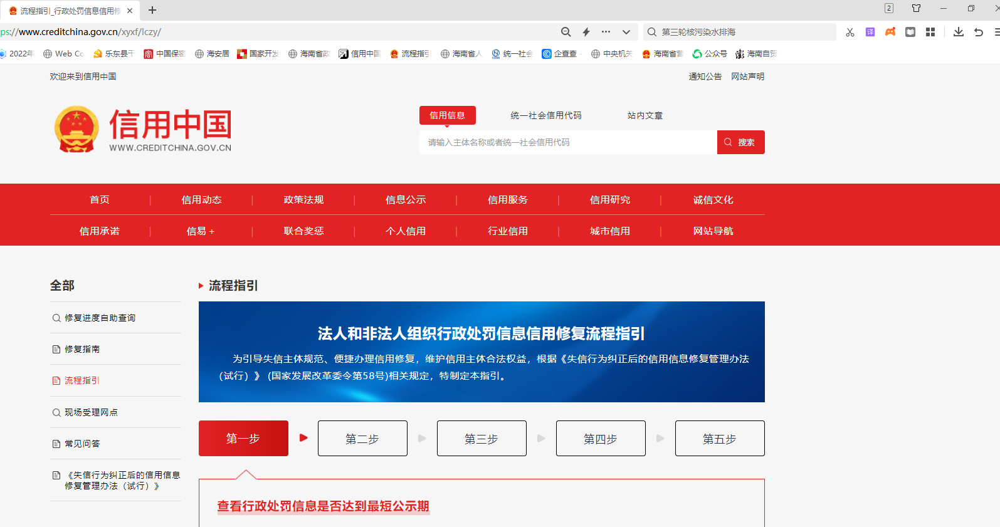 流程指引_行政处罚信息信用修
2
ps://www.creditchina.gov.cn/xyxf/lczy/
第三轮核污染水排海
译
2022年
Web Co
乐东县干
中国保密
海安居
国家开发
海南省政
信用中国
流程指引
海南省人
统一社会
企查查 -
中央机关
海南省营
公众号
海南自贸
欢迎来到信用中国
通知公告 网站声明
信用中国
WWW.CREDITCHINA.GOV.CN
信用信息 统一社会信用代码 站内文章
请输入主体名称或者统一社会信用代码
搜索
首页 | 信用动态 | 政策法规 | 信息公示 | 信用服务 | 信用研究 | 诚信文化
信用承诺 | 信易 + | 联合奖惩 | 个人信用 | 行业信用 | 城市信用 | 网站导航
全部
修复进度自助查询
修复指南
流程指引
现场受理网点
常见问答
《失信行为纠正后的信用信息
修复管理办法（试行）》
流程指引
法人和非法人组织行政处罚信息信用修复流程指引
为引导失信主体规范、便捷办理信用修复，维护信用主体合法权益，根据《失信行为纠正后的信用信息修复管理办法
（试行）》 (国家发展改革委令第58号)相关规定，特制定本指引。
第一步 第二步 第三步 第四步 第五步
查看行政处罚信息是否达到最短公示期